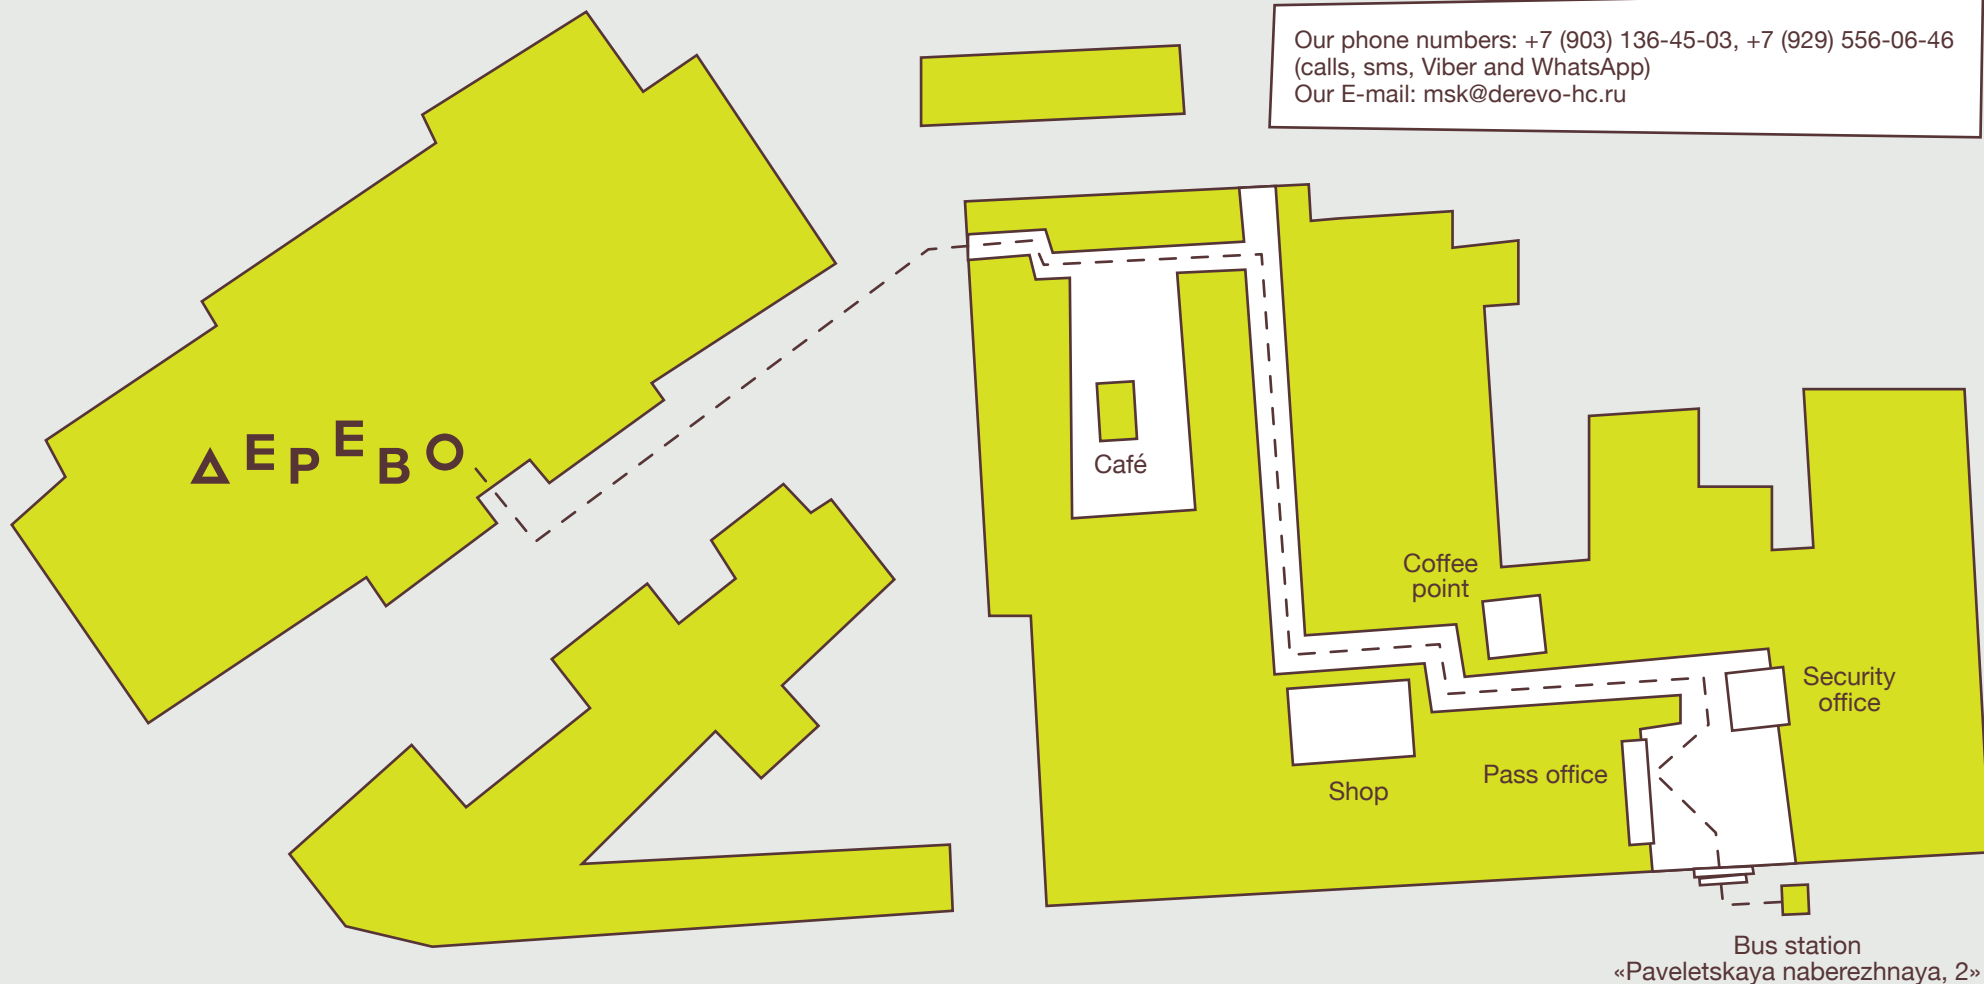 Our phone numbers: +7 (903) 136-45-03, +7 (929) 556-06-46
(calls, sms, Viber and WhatsApp)
Our E-mail: msk@derevo-hc.ru
ДЕРЕВО
Café
Coffee
point
Security
office
Pass office
Shop
Bus station
«Paveletskaya naberezhnaya, 2»